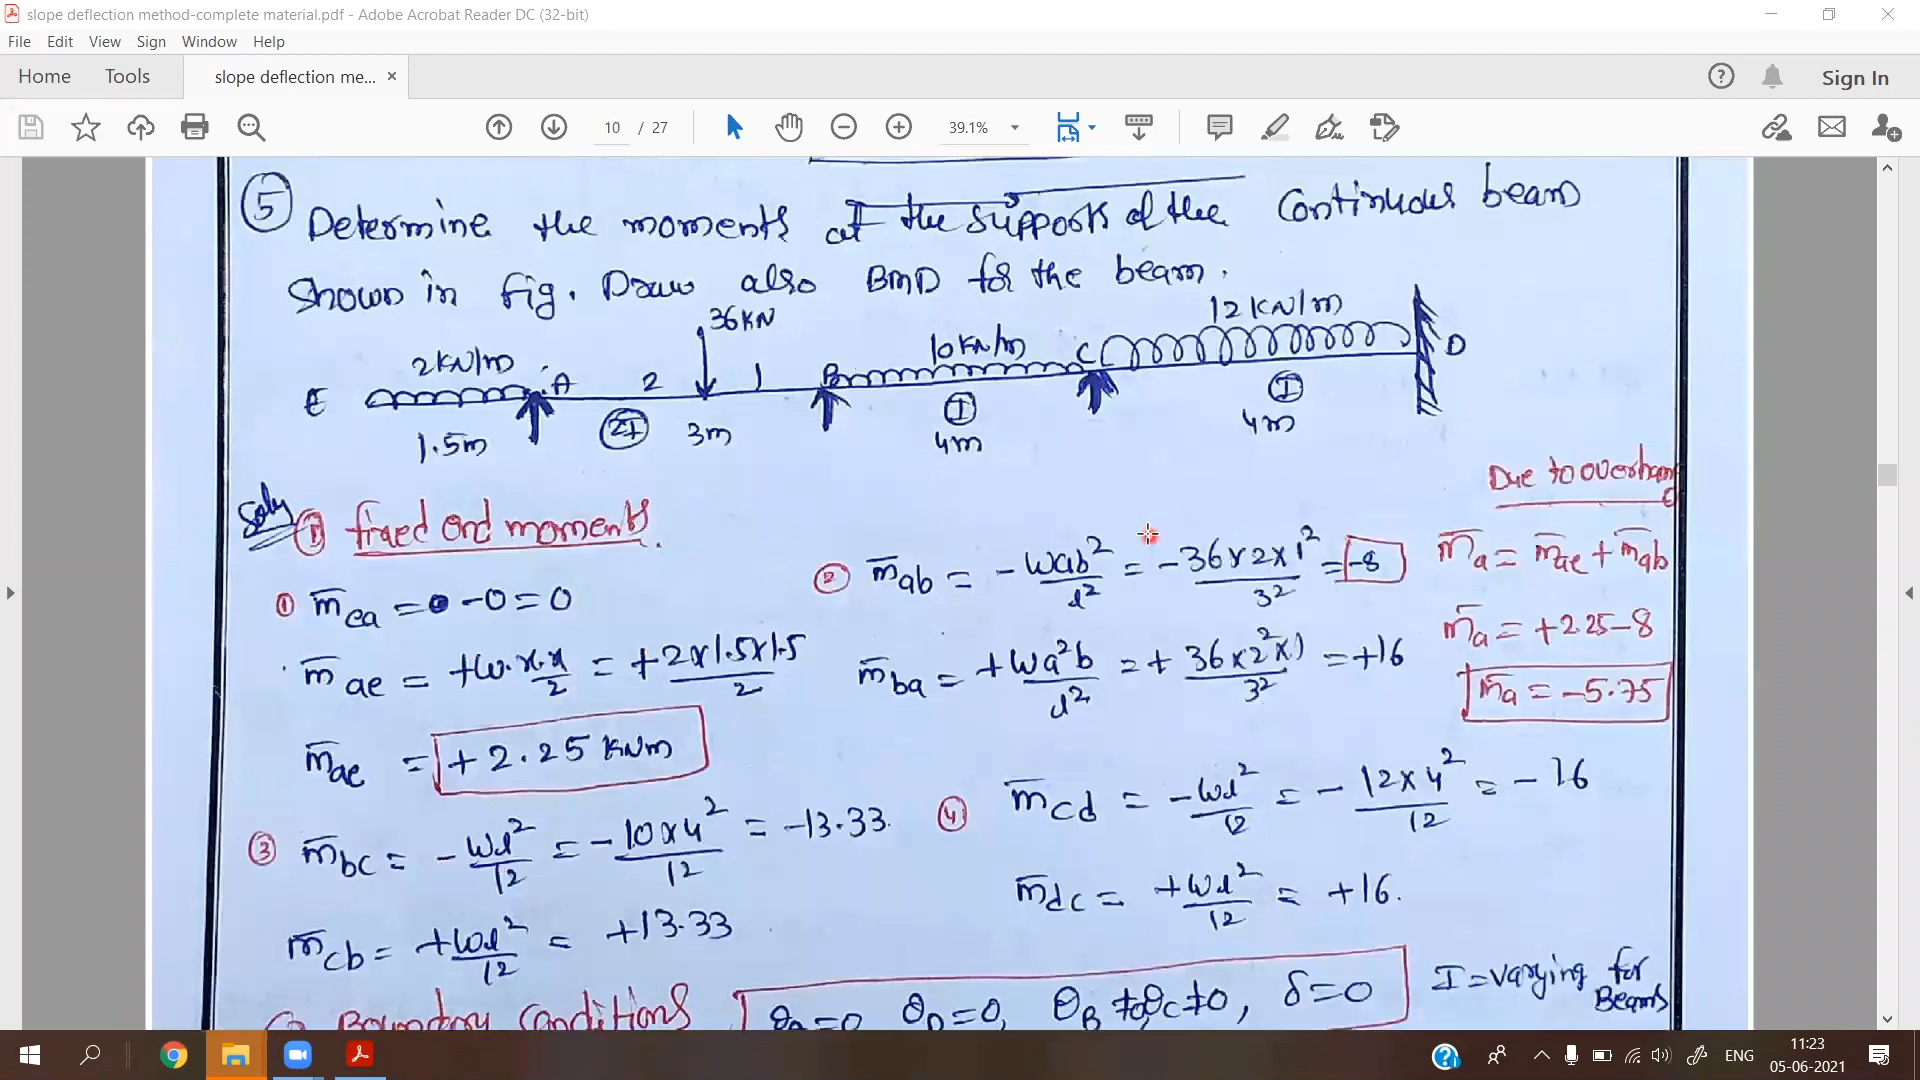 slope deflection method-complete material.pdf - Adobe Acrobat Reader DC (32-bit)
File Edit View Sign Window Help
Home Tools slope deflection me... × Sign In
10 / 27 39.1%
5 Determine the moments at the supports of the Continuous beam
Shown in fig. Draw also BMD for the beam.
36KN 12 KN/m
2KN/m A 2 1 B 10KN/m C D
E
1.5m 2I 3m I 4m I 4m
Soln
1 fixed end moments.
Due to overhang
① m̅ea = -0=0
② m̅ab = -Wab²/l² = -36×2×1²/3² = -8
m̅a = m̅ae + m̅ab
m̅ae = +w.x.x/2 = +2×1.5×1.5/2
m̅ba = +Wa²b/l² = + 36×2²×1/3² = +16
m̅a = +2.25-8
m̅a = -5.75
m̅ae = +2.25 KNm
③ m̅bc = -Wl²/12 = -10×4²/12 = -13.33.
④ m̅cd = -Wl²/12 = -12×4²/12 = -16
m̅cb = +Wl²/12 = +13.33
m̅dc = +Wl²/12 = +16.
Boundary Conditions θD=0, δ=0 I=varying for
Beams
ENG 11:23
05-06-2021